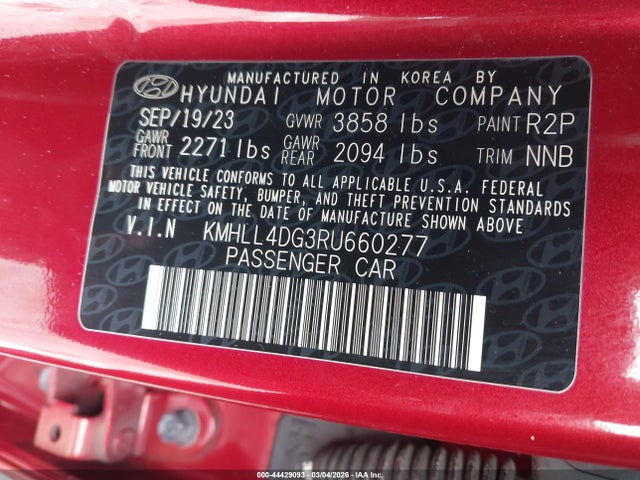 MANUFACTURED IN KOREA BY
HYUNDAI MOTOR COMPANY
SEP/19/23 GVWR 3858 lbs PAINT R2P
GAWR FRONT 2271 lbs GAWR REAR 2094 lbs TRIM NNB
THIS VEHICLE CONFORMS TO ALL APPLICABLE U.S.A. FEDERAL
MOTOR VEHICLE SAFETY, BUMPER, AND THEFT PREVENTION
STANDARDS IN EFFECT ON THE DATE OF MANUFACTURE SHOWN ABOVE
V.I.N KMHLL4DG3RU660277
PASSENGER CAR
000-44429093 - 03/04/2026 - IAA Inc.